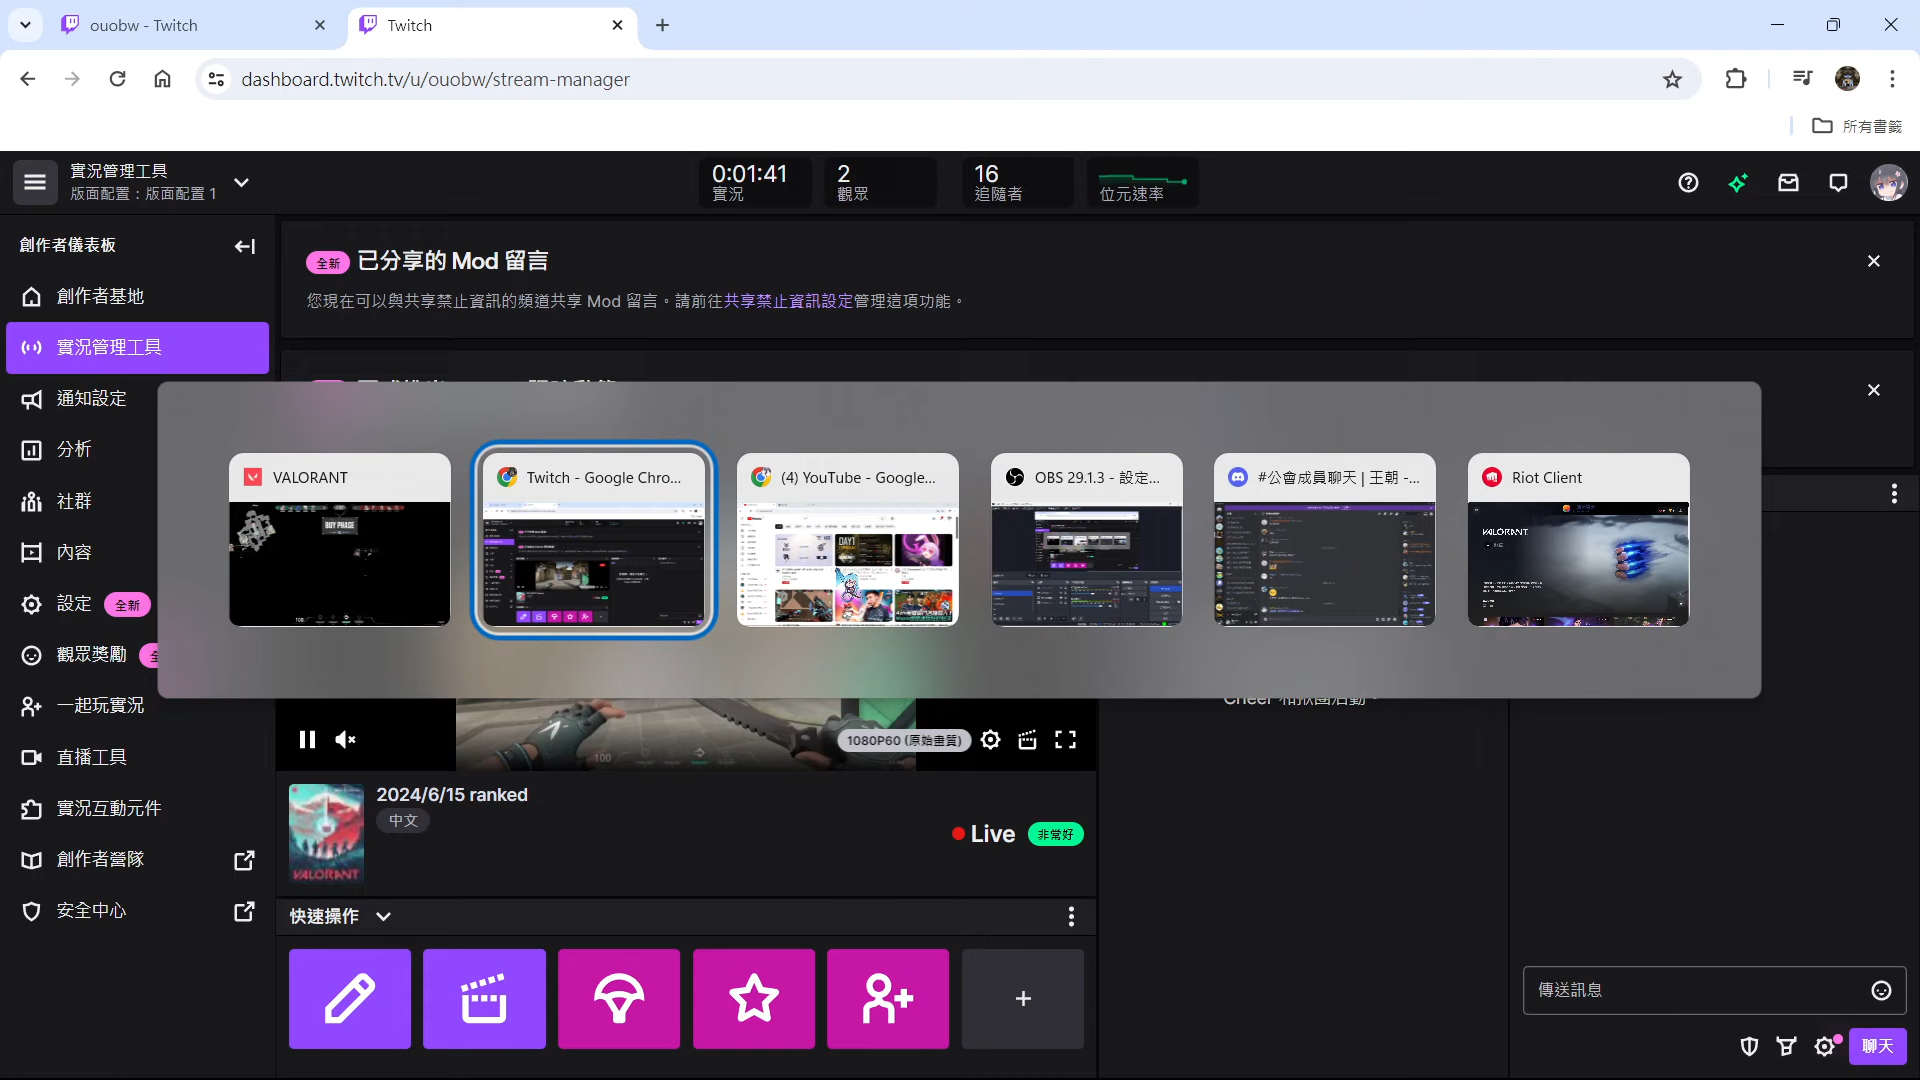 ouobw - Twitch
Twitch
dashboard.twitch.tv/u/ouobw/stream-manager
所有書籤
實況管理工具
版面配置：版面配置 1
0:01:41
實況
2
觀眾
16
追隨者
位元速率
創作者儀表板
創作者基地
實況管理工具
通知設定
分析
社群
內容
設定 全新
觀眾獎勵
一起玩實況
直播工具
實況互動元件
創作者營隊
安全中心
全新 已分享的 Mod 留言
您現在可以與共享禁止資訊的頻道共享 Mod 留言。請前往共享禁止資訊設定管理這項功能。
VALORANT
Twitch - Google Chro...
(4) YouTube - Google...
OBS 29.1.3 - 設定...
#公會成員聊天 | 王朝 -...
Riot Client
BUY PHASE
VALORANT
1080P60 (原始畫質)
100
VALORANT
2024/6/15 ranked
中文
Live 非常好
快速操作
傳送訊息
聊天